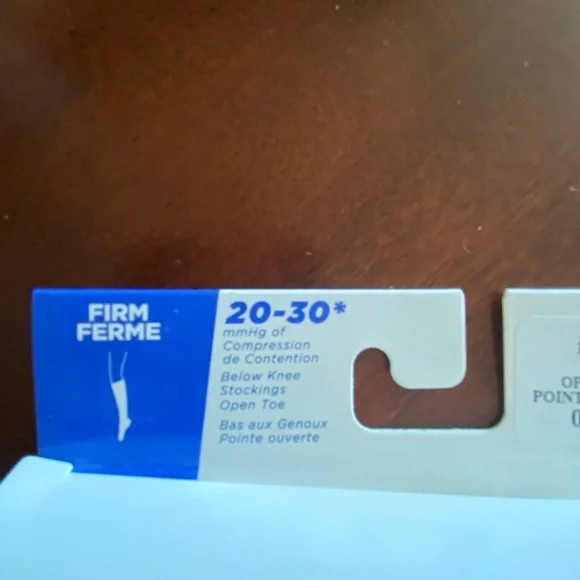 FIRM
FERME
20-30*
mmHg of
Compression
de Contention
Below Knee
Stockings
Open Toe
Bas aux Genoux
Pointe ouverte
POINT